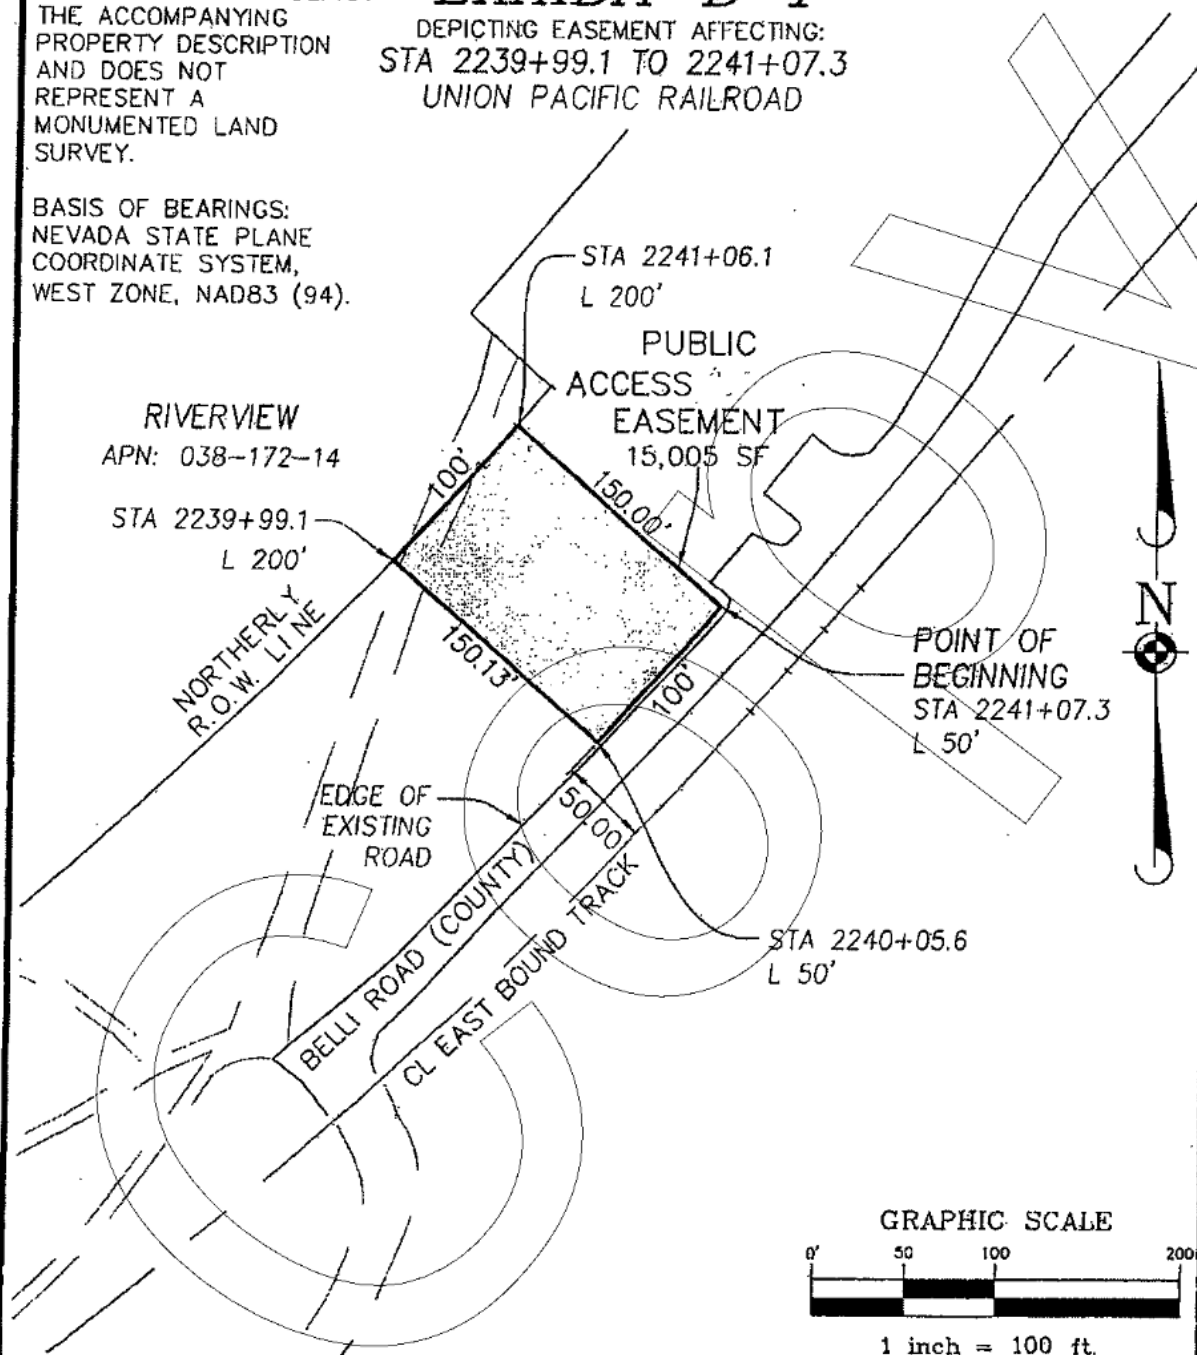 THE ACCOMPANYING
PROPERTY DESCRIPTION
AND DOES NOT
REPRESENT A
MONUMENTED LAND
SURVEY.
BASIS OF BEARINGS:
NEVADA STATE PLANE
COORDINATE SYSTEM,
WEST ZONE, NAD83 (94).
DEPICTING EASEMENT AFFECTING:
STA 2239+99.1 TO 2241+07.3
UNION PACIFIC RAILROAD
STA 2241+06.1
L 200'
PUBLIC
ACCESS
EASEMENT
15,005 SF
RIVERVIEW
APN: 038-172-14
STA 2239+99.1
L 200'
100'
150.00'
150.13'
100'
NORTHERLY
R.O.W. LINE
N
POINT OF
BEGINNING
STA 2241+07.3
L 50'
EDGE OF
EXISTING
ROAD
50.00'
STA 2240+05.6
L 50'
BELLI ROAD (COUNTY)
CL EAST BOUND TRACK
GRAPHIC SCALE
0' 50 100 200
1 inch = 100 ft.